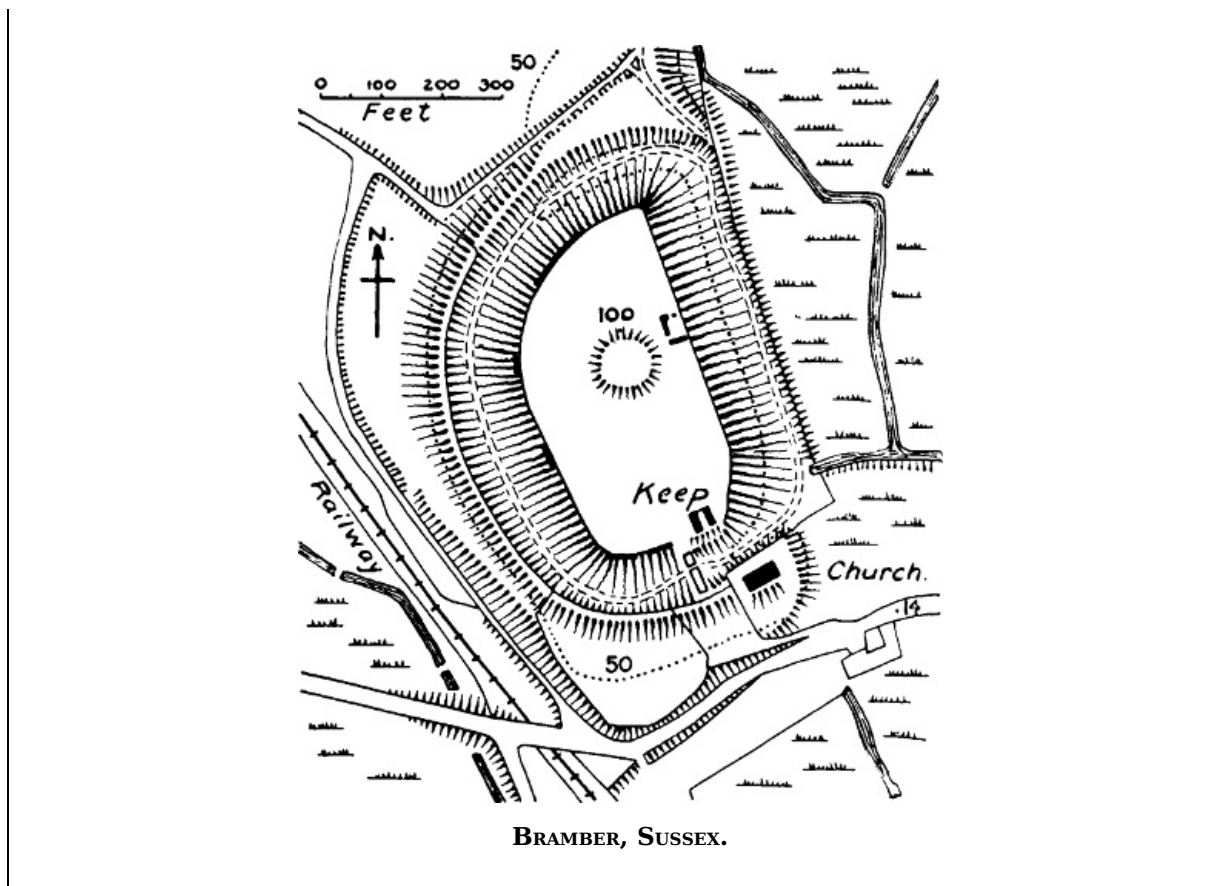 50
0 100 200 300
Feet
N.
100
Keep
Railway
Church.
.14
50
Bramber, Sussex.